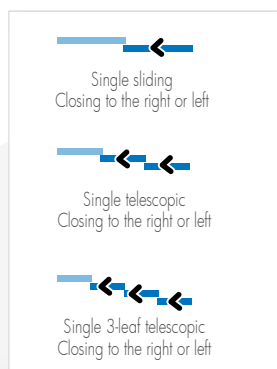 Single sliding
Closing to the right or left
Single telescopic
Closing to the right or left
Single 3-leaf telescopic
Closing to the right or left